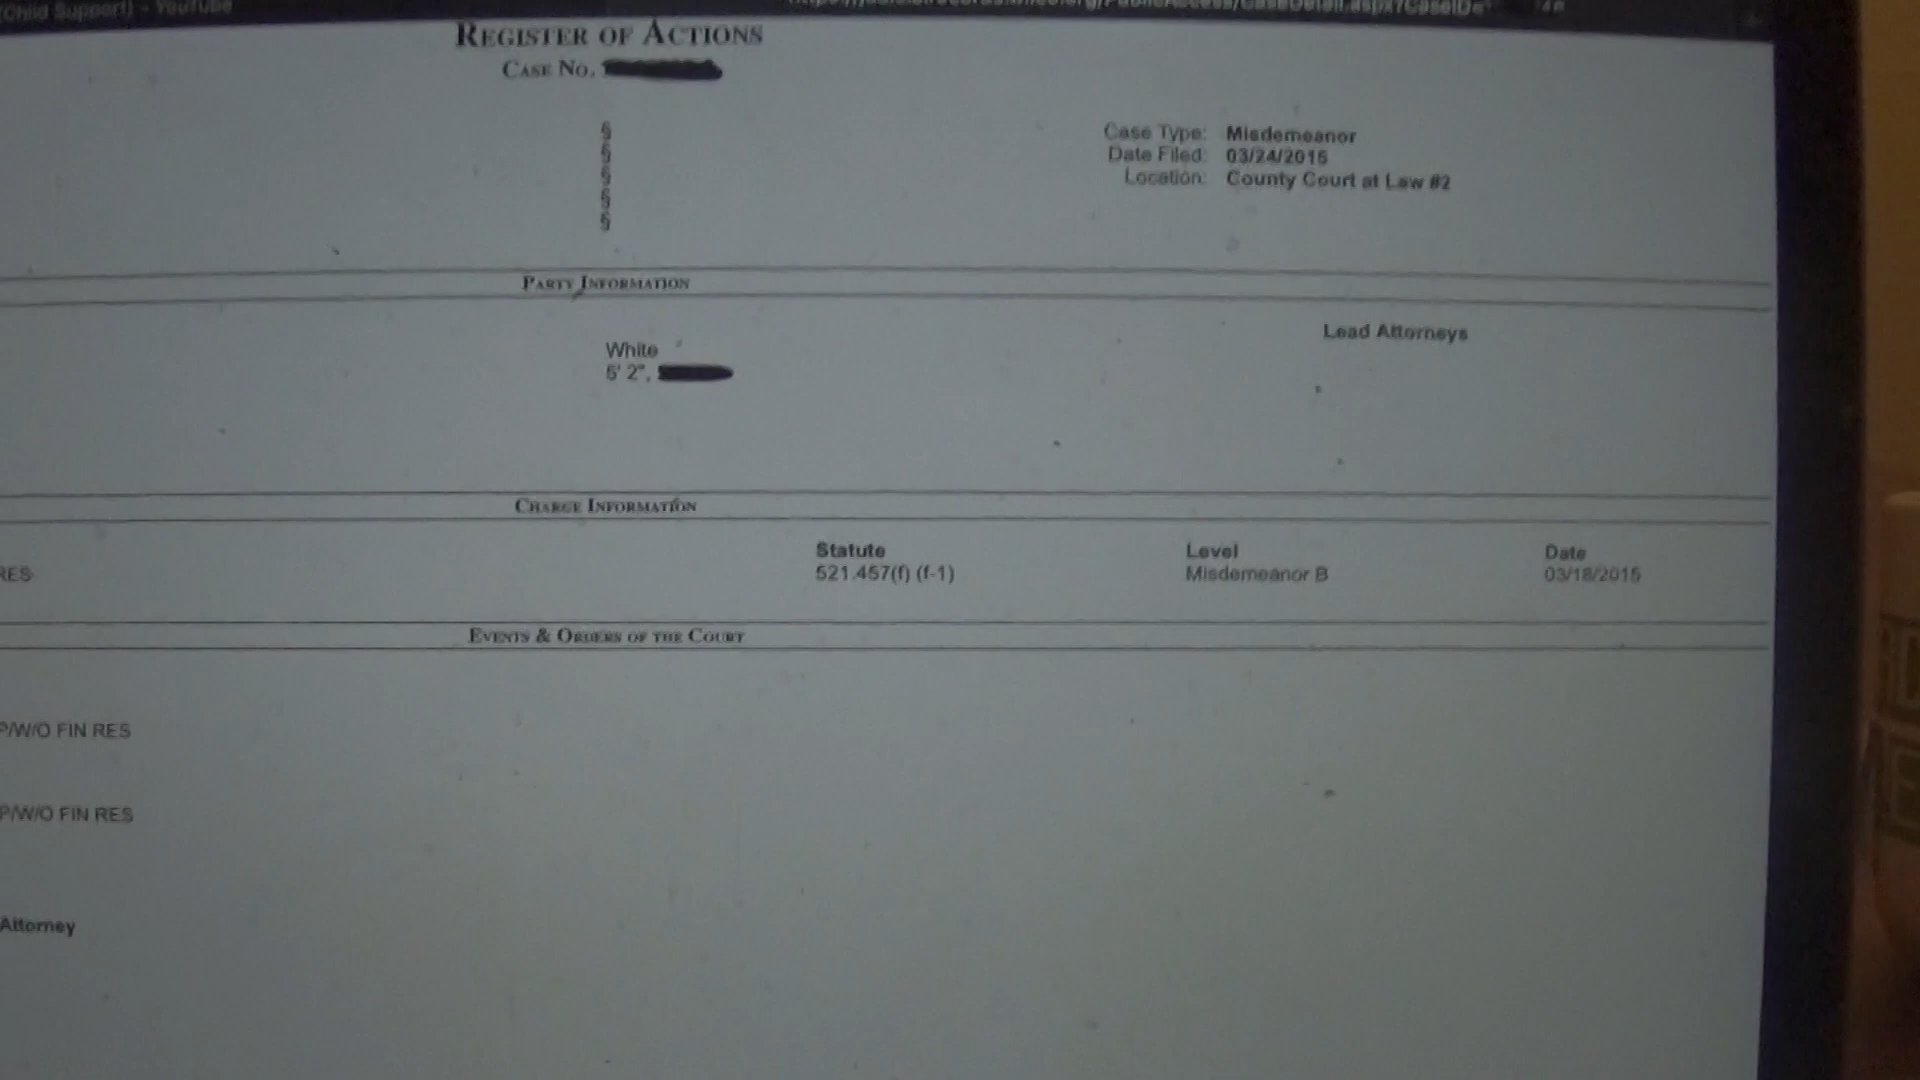 (Child Support) - YouTube
REGISTER OF ACTIONS
CASE NO.
§
§
§
§
§
Case Type: Misdemeanor
Date Filed: 03/24/2015
Location: County Court at Law #2
PARTY INFORMATION
Lead Attorneys
White
5' 2",
CHARGE INFORMATION
Statute Level Date
RES 521.457(f) (f-1) Misdemeanor B 03/18/2015
EVENTS & ORDERS OF THE COURT
P/W/O FIN RES
P/W/O FIN RES
Attorney